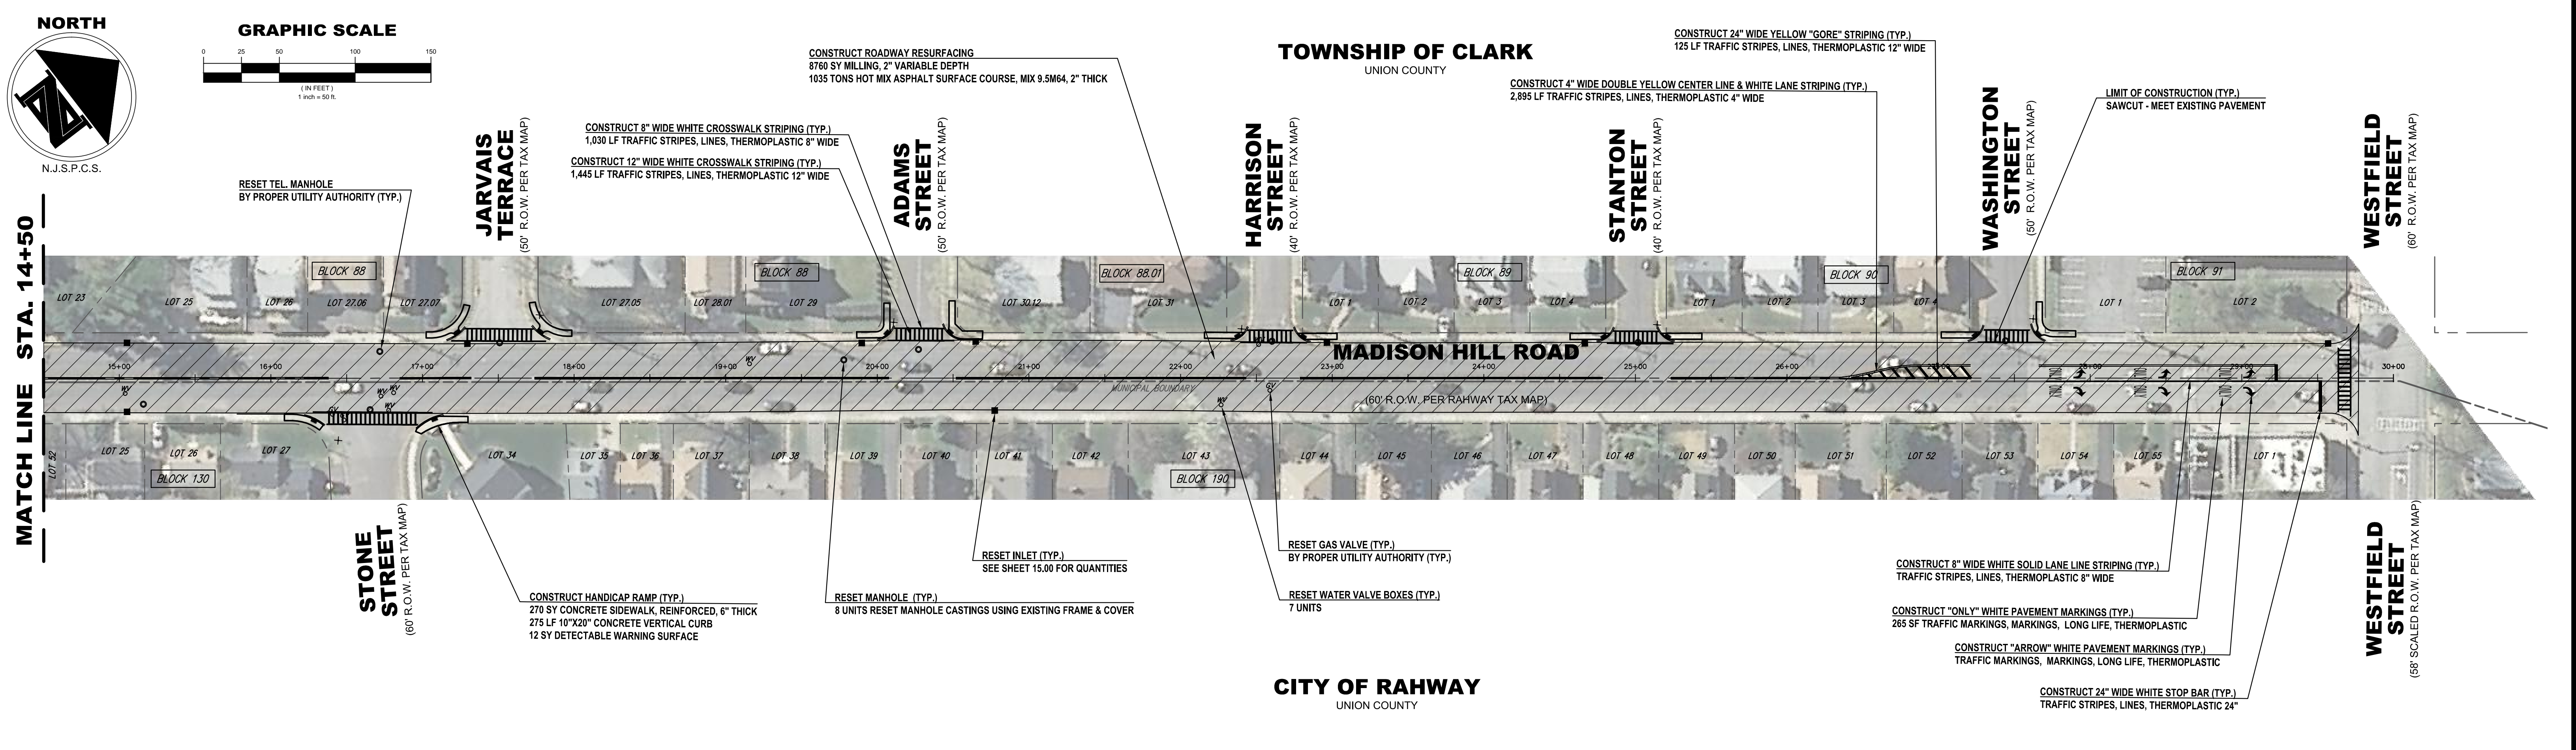 NORTH
N.J.S.P.C.S.
GRAPHIC SCALE
0 25 50 100 150
( IN FEET )
1 inch = 50 ft.
TOWNSHIP OF CLARK
UNION COUNTY
CONSTRUCT ROADWAY RESURFACING
8760 SY MILLING, 2" VARIABLE DEPTH
1035 TONS HOT MIX ASPHALT SURFACE COURSE, MIX 9.5M64, 2" THICK
CONSTRUCT 24" WIDE YELLOW "GORE" STRIPING (TYP.)
125 LF TRAFFIC STRIPES, LINES, THERMOPLASTIC 12" WIDE
CONSTRUCT 4" WIDE DOUBLE YELLOW CENTER LINE & WHITE LANE STRIPING (TYP.)
2,895 LF TRAFFIC STRIPES, LINES, THERMOPLASTIC 4" WIDE
LIMIT OF CONSTRUCTION (TYP.)
SAWCUT - MEET EXISTING PAVEMENT
CONSTRUCT 8" WIDE WHITE CROSSWALK STRIPING (TYP.)
1,030 LF TRAFFIC STRIPES, LINES, THERMOPLASTIC 8" WIDE
CONSTRUCT 12" WIDE WHITE CROSSWALK STRIPING (TYP.)
1,445 LF TRAFFIC STRIPES, LINES, THERMOPLASTIC 12" WIDE
RESET TEL. MANHOLE
BY PROPER UTILITY AUTHORITY (TYP.)
JARVAIS
TERRACE
(50' R.O.W. PER TAX MAP)
ADAMS
STREET
(50' R.O.W. PER TAX MAP)
HARRISON
STREET
(40' R.O.W. PER TAX MAP)
STANTON
STREET
(40' R.O.W. PER TAX MAP)
WASHINGTON
STREET
(50' R.O.W. PER TAX MAP)
WESTFIELD
STREET
(60' R.O.W. PER TAX MAP)
MATCH LINE STA. 14+50
BLOCK 88
BLOCK 88
BLOCK 88.01
BLOCK 89
BLOCK 90
BLOCK 91
LOT 23
LOT 25
LOT 26
LOT 27.06
LOT 27.07
LOT 27.05
LOT 28.01
LOT 29
LOT 30.12
LOT 31
LOT 1
LOT 2
LOT 3
LOT 4
LOT 1
LOT 2
LOT 3
LOT 4
LOT 1
LOT 2
MADISON HILL ROAD
15+00 16+00 17+00 18+00 19+00 20+00 21+00 22+00 23+00 24+00 25+00 26+00 27+00 28+00 29+00 30+00
WV
WV
WV
WV
WV
WV
GV
GV
GV
MUNICIPAL BOUNDARY
(60' R.O.W. PER RAHWAY TAX MAP)
ONLY ONLY
ONLY ONLY ONLY
LOT 52
LOT 25
LOT 26
LOT 27
LOT 34
LOT 35
LOT 36
LOT 37
LOT 38
LOT 39
LOT 40
LOT 41
LOT 42
LOT 43
LOT 44
LOT 45
LOT 46
LOT 47
LOT 48
LOT 49
LOT 50
LOT 51
LOT 52
LOT 53
LOT 54
LOT 55
LOT 1
BLOCK 130
BLOCK 190
STONE
STREET
(60' R.O.W. PER TAX MAP)
WESTFIELD
STREET
(58' SCALED R.O.W. PER TAX MAP)
CONSTRUCT HANDICAP RAMP (TYP.)
270 SY CONCRETE SIDEWALK, REINFORCED, 6" THICK
275 LF 10"X20" CONCRETE VERTICAL CURB
12 SY DETECTABLE WARNING SURFACE
RESET MANHOLE (TYP.)
8 UNITS RESET MANHOLE CASTINGS USING EXISTING FRAME & COVER
RESET INLET (TYP.)
SEE SHEET 15.00 FOR QUANTITIES
RESET GAS VALVE (TYP.)
BY PROPER UTILITY AUTHORITY (TYP.)
RESET WATER VALVE BOXES (TYP.)
7 UNITS
CONSTRUCT 8" WIDE WHITE SOLID LANE LINE STRIPING (TYP.)
TRAFFIC STRIPES, LINES, THERMOPLASTIC 8" WIDE
CONSTRUCT "ONLY" WHITE PAVEMENT MARKINGS (TYP.)
265 SF TRAFFIC MARKINGS, MARKINGS, LONG LIFE, THERMOPLASTIC
CONSTRUCT "ARROW" WHITE PAVEMENT MARKINGS (TYP.)
TRAFFIC MARKINGS, MARKINGS, LONG LIFE, THERMOPLASTIC
CONSTRUCT 24" WIDE WHITE STOP BAR (TYP.)
TRAFFIC STRIPES, LINES, THERMOPLASTIC 24"
CITY OF RAHWAY
UNION COUNTY